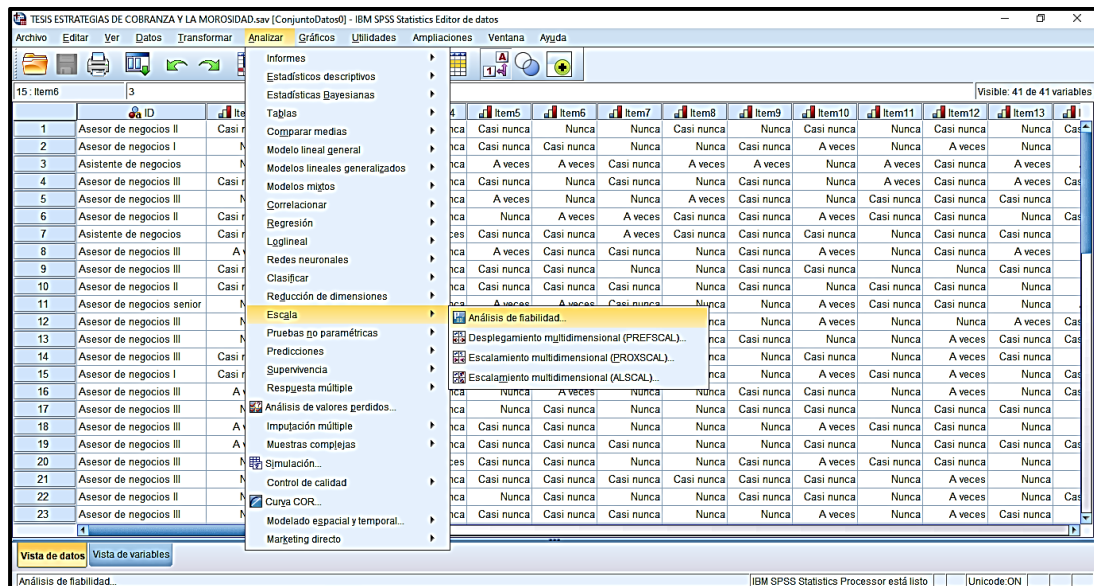 TESIS ESTRATEGIAS DE COBRANZA Y LA MOROSIDAD.sav [ConjuntoDatos0] - IBM SPSS Statistics Editor de datos
Archivo Editar Ver Datos Transformar Analizar Gráficos Utilidades Ampliaciones Ventana Ayuda
15 : Item6 3 Visible: 41 de 41 variables
ID Item5 Item6 Item7 Item8 Item9 Item10 Item11 Item12 Item13
Informes
Estadísticos descriptivos
Estadísticas Bayesianas
Tablas
Comparar medias
Modelo lineal general
Modelos lineales generalizados
Modelos mixtos
Correlacionar
Regresión
Loglineal
Redes neuronales
Clasificar
Reducción de dimensiones
Escala
Pruebas no paramétricas
Predicciones
Supervivencia
Respuesta múltiple
Análisis de valores perdidos...
Imputación múltiple
Muestras complejas
Simulación...
Control de calidad
Curva COR...
Modelado espacial y temporal...
Marketing directo
Análisis de fiabilidad...
Desplegamiento multidimensional (PREFSCAL)...
Escalamiento multidimensional (PROXSCAL)...
Escalamiento multidimensional (ALSCAL)...
1 Asesor de negocios II Casi nunca Nunca Nunca Casi nunca Nunca Casi nunca Nunca Casi nunca Nunca
2 Asesor de negocios I Casi nunca Casi nunca Nunca Nunca Casi nunca A veces Nunca A veces Nunca
3 Asistente de negocios A veces A veces Casi nunca A veces A veces Nunca A veces Casi nunca A veces
4 Asesor de negocios III Casi nunca Nunca Casi nunca Nunca Casi nunca Nunca A veces Casi nunca A veces
5 Asesor de negocios III A veces Nunca Nunca A veces Casi nunca Nunca Casi nunca Casi nunca Casi nunca
6 Asesor de negocios II Nunca A veces A veces Casi nunca Casi nunca A veces Casi nunca Casi nunca Nunca
7 Asistente de negocios Casi nunca Casi nunca A veces Casi nunca Casi nunca Casi nunca Nunca Casi nunca Nunca
8 Asesor de negocios III A veces Casi nunca Casi nunca Nunca Casi nunca A veces Nunca Casi nunca A veces
9 Asesor de negocios III Casi nunca Casi nunca Nunca Nunca Casi nunca Casi nunca Nunca Nunca Casi nunca
10 Asesor de negocios II Casi nunca Casi nunca Nunca Nunca Casi nunca Nunca Casi nunca Casi nunca Nunca
11 Asesor de negocios senior A veces A veces Casi nunca Nunca Casi nunca Casi nunca Nunca Casi nunca Nunca
12 Asesor de negocios III Nunca A veces Nunca Casi nunca A veces
13 Asesor de negocios III Casi nunca A veces Nunca A veces Casi nunca
14 Asesor de negocios III Casi nunca Casi nunca Nunca Casi nunca Casi nunca
15 Asesor de negocios I Casi nunca Nunca Nunca A veces Casi nunca
16 Asesor de negocios III Nunca A veces Nunca Nunca Casi nunca Casi nunca Nunca A veces Nunca
17 Asesor de negocios III Nunca Casi nunca Nunca Nunca Casi nunca Nunca Casi nunca Casi nunca Casi nunca
18 Asesor de negocios III Nunca Casi nunca Nunca Nunca Nunca A veces Casi nunca Casi nunca Nunca
19 Asesor de negocios III Casi nunca Casi nunca Casi nunca Nunca Nunca Casi nunca Nunca Casi nunca Casi nunca
20 Asesor de negocios III Casi nunca Casi nunca Nunca Nunca Casi nunca A veces Casi nunca Casi nunca Nunca
21 Asesor de negocios III Casi nunca Nunca Casi nunca Casi nunca Casi nunca Casi nunca Nunca A veces Nunca
22 Asesor de negocios II Nunca Casi nunca Nunca Nunca Casi nunca Nunca Nunca A veces Nunca
23 Asesor de negocios III Casi nunca Casi nunca Casi nunca Nunca Nunca A veces Nunca A veces Casi nunca
Vista de datos Vista de variables
Análisis de fiabilidad... IBM SPSS Statistics Processor está listo Unicode:ON